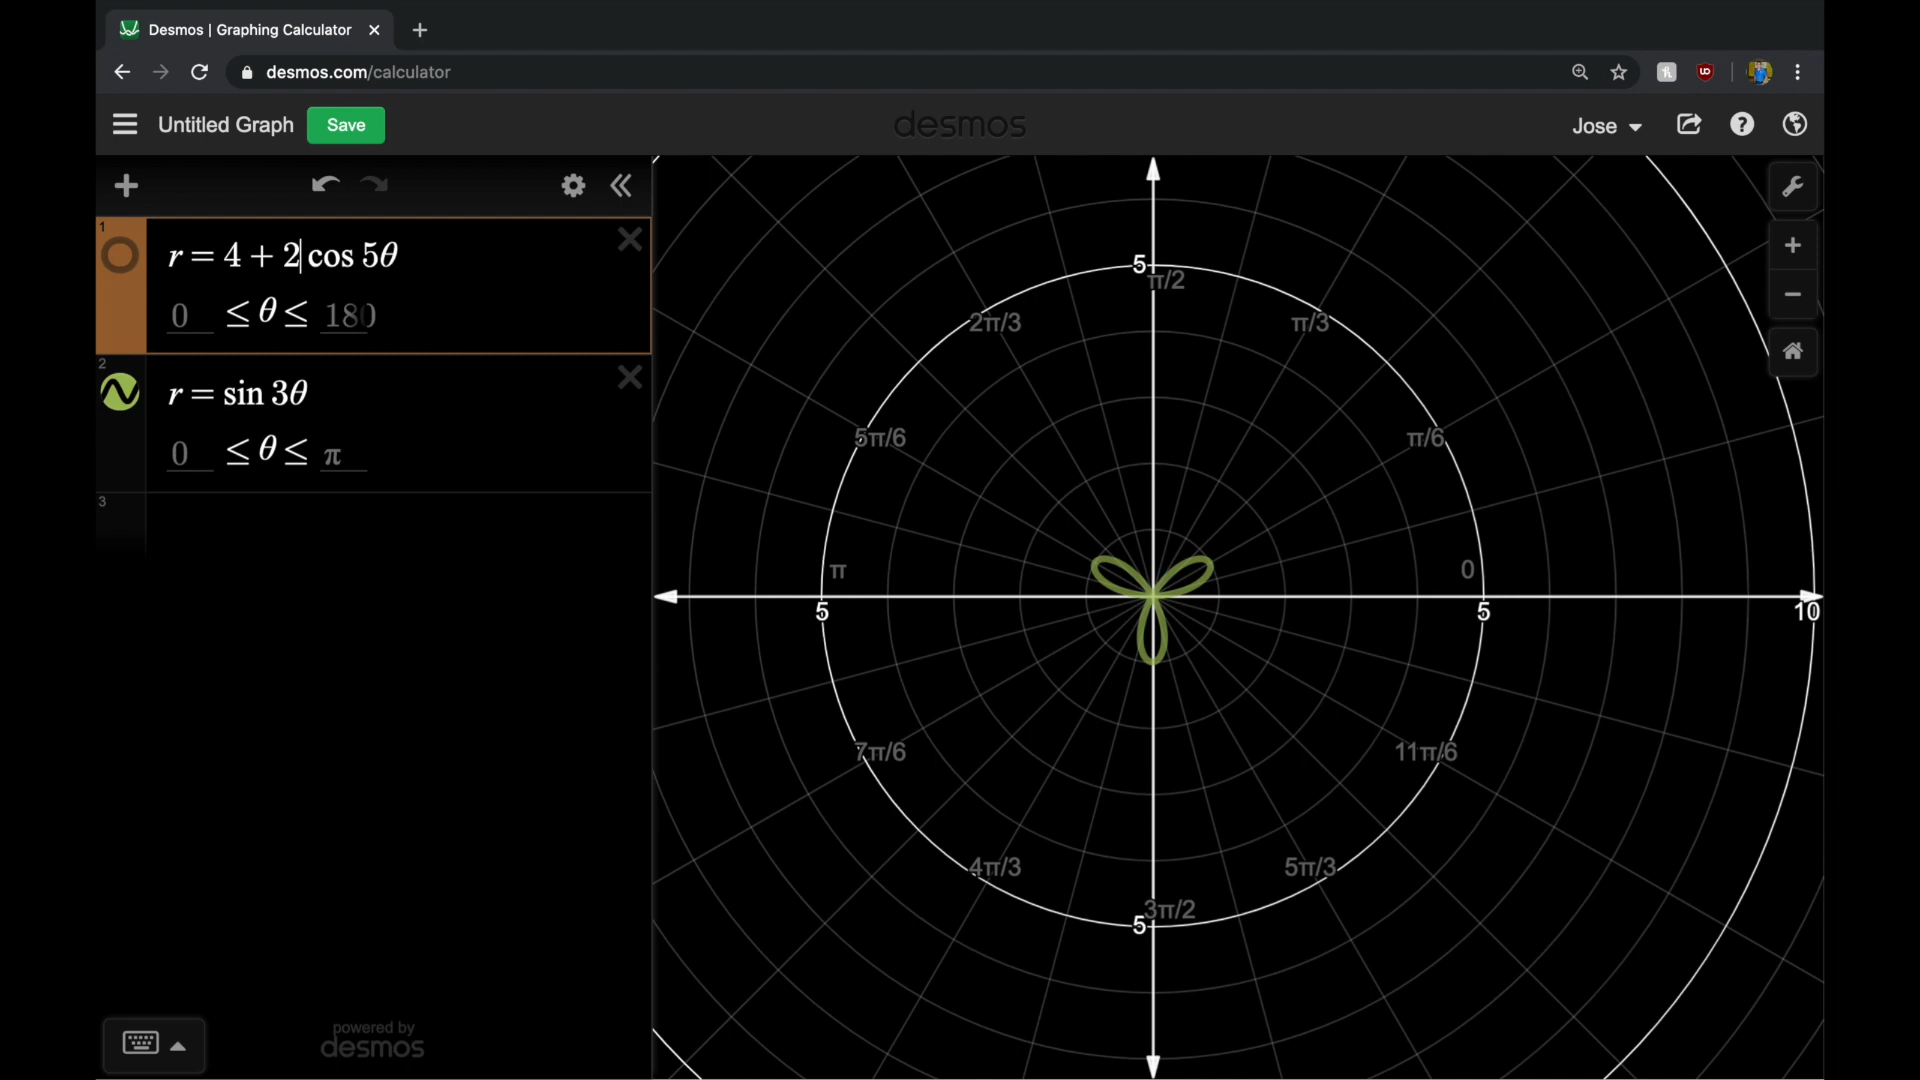 Desmos | Graphing Calculator
desmos.com/calculator
Untitled Graph Save desmos Jose
1
r = 4 + 2 cos 5θ
0 ≤ θ ≤ 180
2
r = sin 3θ
0 ≤ θ ≤ π
3
5
π/2
2π/3 π/3
5π/6 π/6
π 0
5 5 10
7π/6 11π/6
4π/3 5π/3
3π/2
5
powered by
desmos